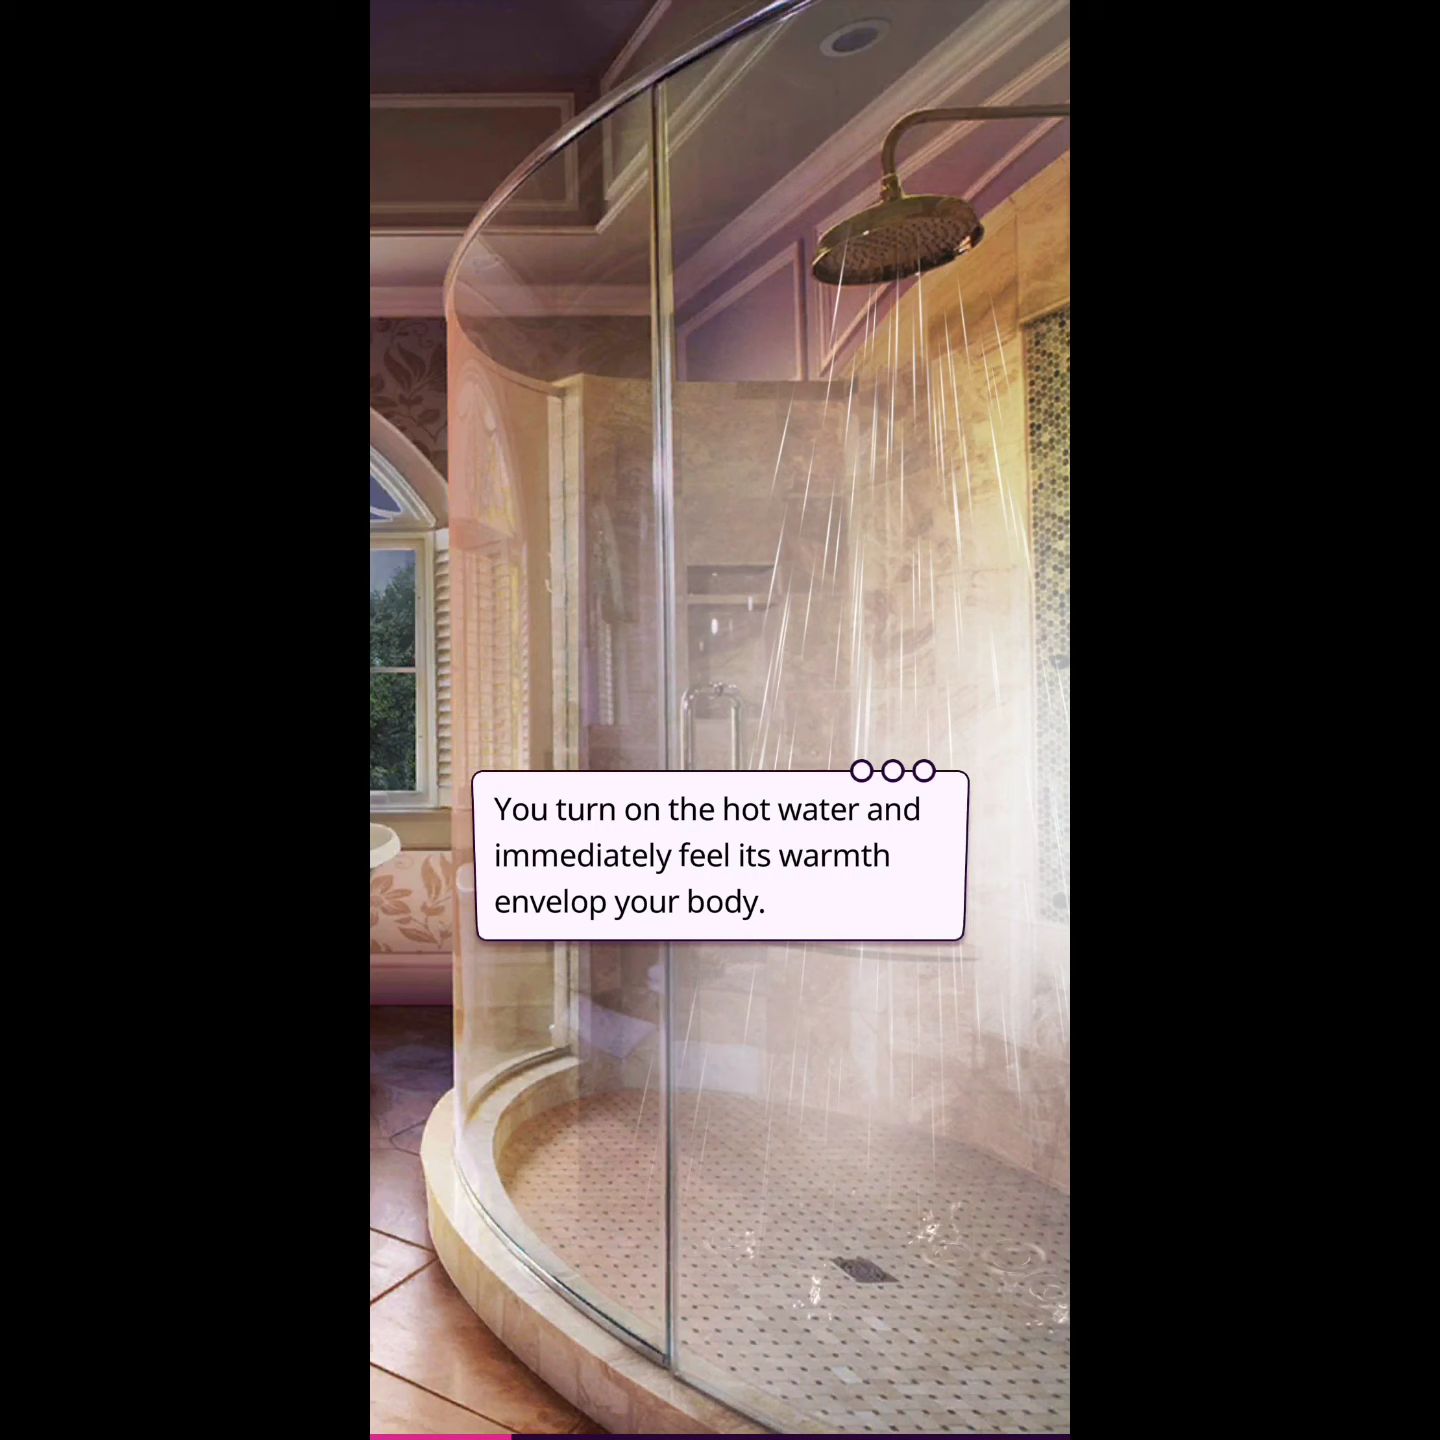 You turn on the hot water and
immediately feel its warmth
envelop your body.